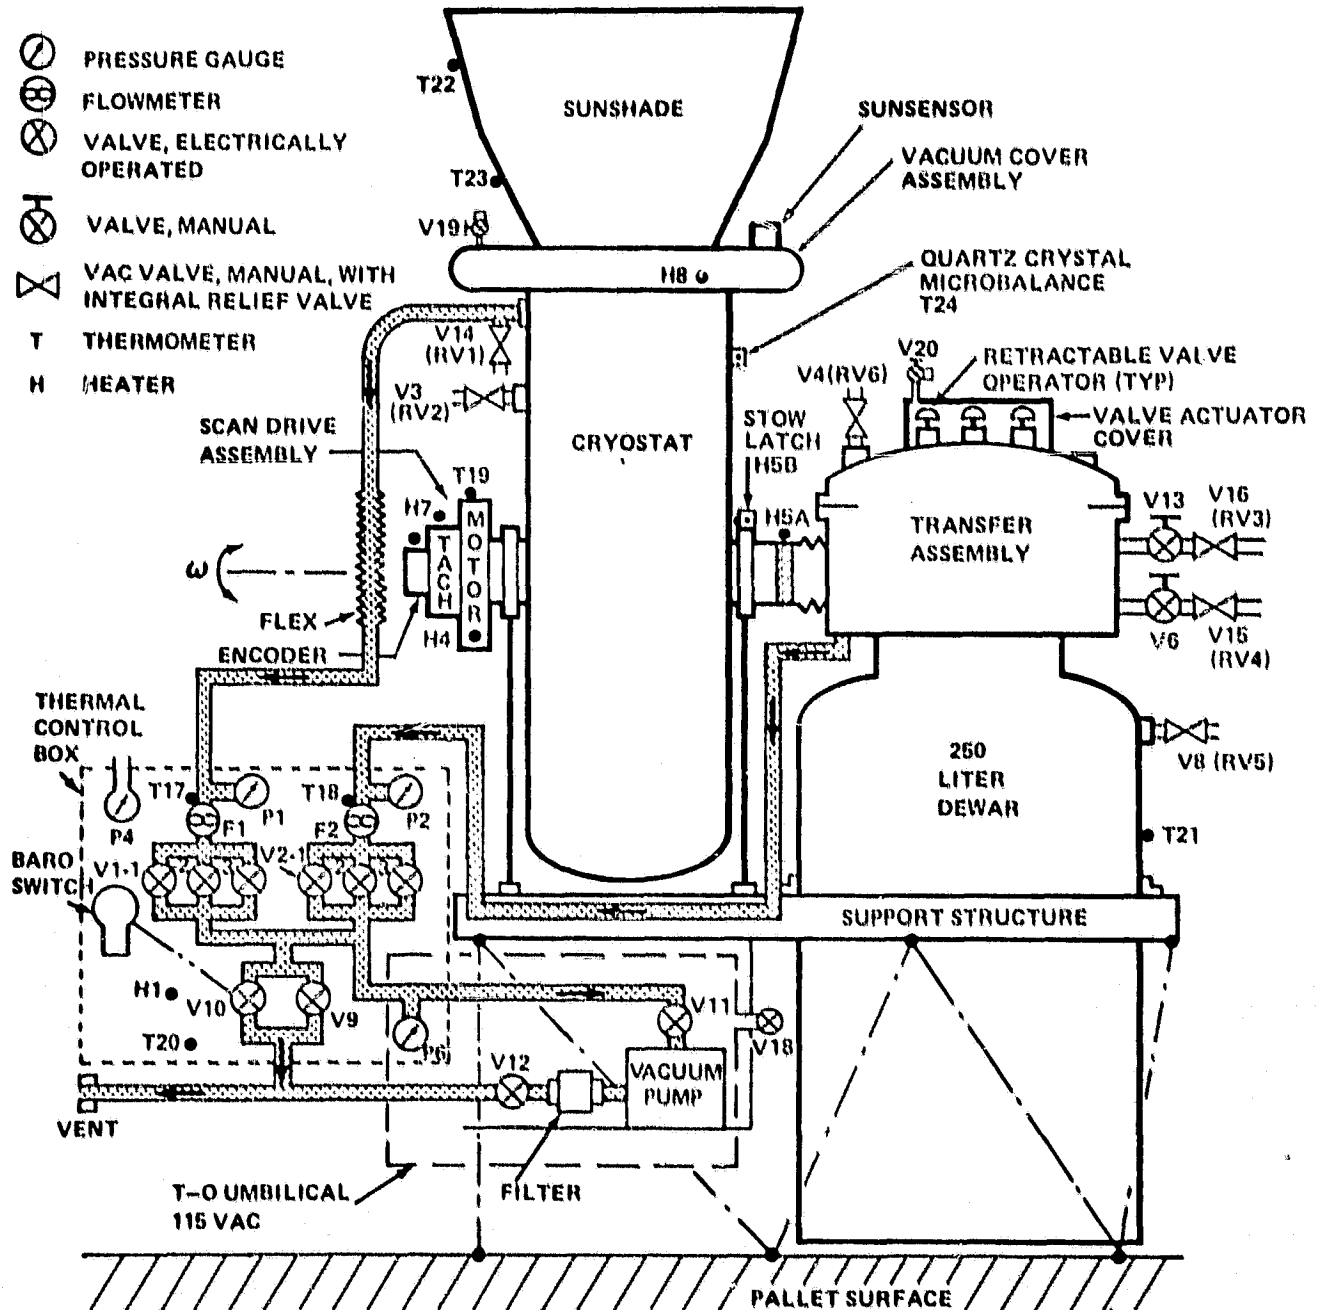 PRESSURE GAUGE
FLOWMETER
VALVE, ELECTRICALLY
OPERATED
VALVE, MANUAL
VAC VALVE, MANUAL, WITH
INTEGRAL RELIEF VALVE
T THERMOMETER
H HEATER
T22
SUNSHADE
SUNSENSOR
VACUUM COVER
ASSEMBLY
T23
V19
H8
QUARTZ CRYSTAL
MICROBALANCE
T24
V14
(RV1)
V3
(RV2)
V4(RV6)
V20
RETRACTABLE VALVE
OPERATOR (TYP)
VALVE ACTUATOR
COVER
SCAN DRIVE
ASSEMBLY
CRYOSTAT
STOW
LATCH
H5B
T19
H7
MOTOR
TACH
H5A
TRANSFER
ASSEMBLY
V13
V16
(RV3)
ω
FLEX
H4
ENCODER
V6
V15
(RV4)
THERMAL
CONTROL
BOX
250
LITER
DEWAR
V8 (RV5)
T17
P1
T18
P2
P4
F1
F2
T21
BARO
SWITCH
V1-1
2
3
V2-1
2
3
SUPPORT STRUCTURE
H1
V10
V9
V11
V18
T20
P6
V12
VACUUM
PUMP
VENT
T-O UMBILICAL
115 VAC
FILTER
PALLET SURFACE